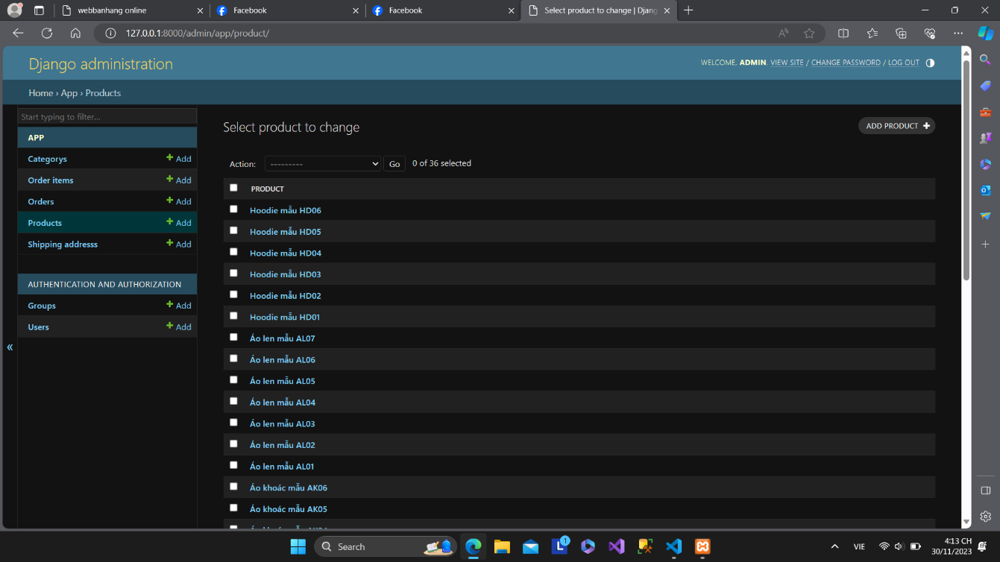 webbanhang online
Facebook
Facebook
Select product to change | Djang
127.0.0.1:8000/admin/app/product/
Django administration
WELCOME, ADMIN. VIEW SITE / CHANGE PASSWORD / LOG OUT
Home › App › Products
Start typing to filter...
APP
Categorys + Add
Order items + Add
Orders + Add
Products + Add
Shipping addresss + Add
AUTHENTICATION AND AUTHORIZATION
Groups + Add
Users + Add
«
Select product to change
ADD PRODUCT +
Action: --------- Go 0 of 36 selected
PRODUCT
Hoodie mẫu HD06
Hoodie mẫu HD05
Hoodie mẫu HD04
Hoodie mẫu HD03
Hoodie mẫu HD02
Hoodie mẫu HD01
Áo len mẫu AL07
Áo len mẫu AL06
Áo len mẫu AL05
Áo len mẫu AL04
Áo len mẫu AL03
Áo len mẫu AL02
Áo len mẫu AL01
Áo khoác mẫu AK06
Áo khoác mẫu AK05
Search
1
VIE
4:13 CH
30/11/2023